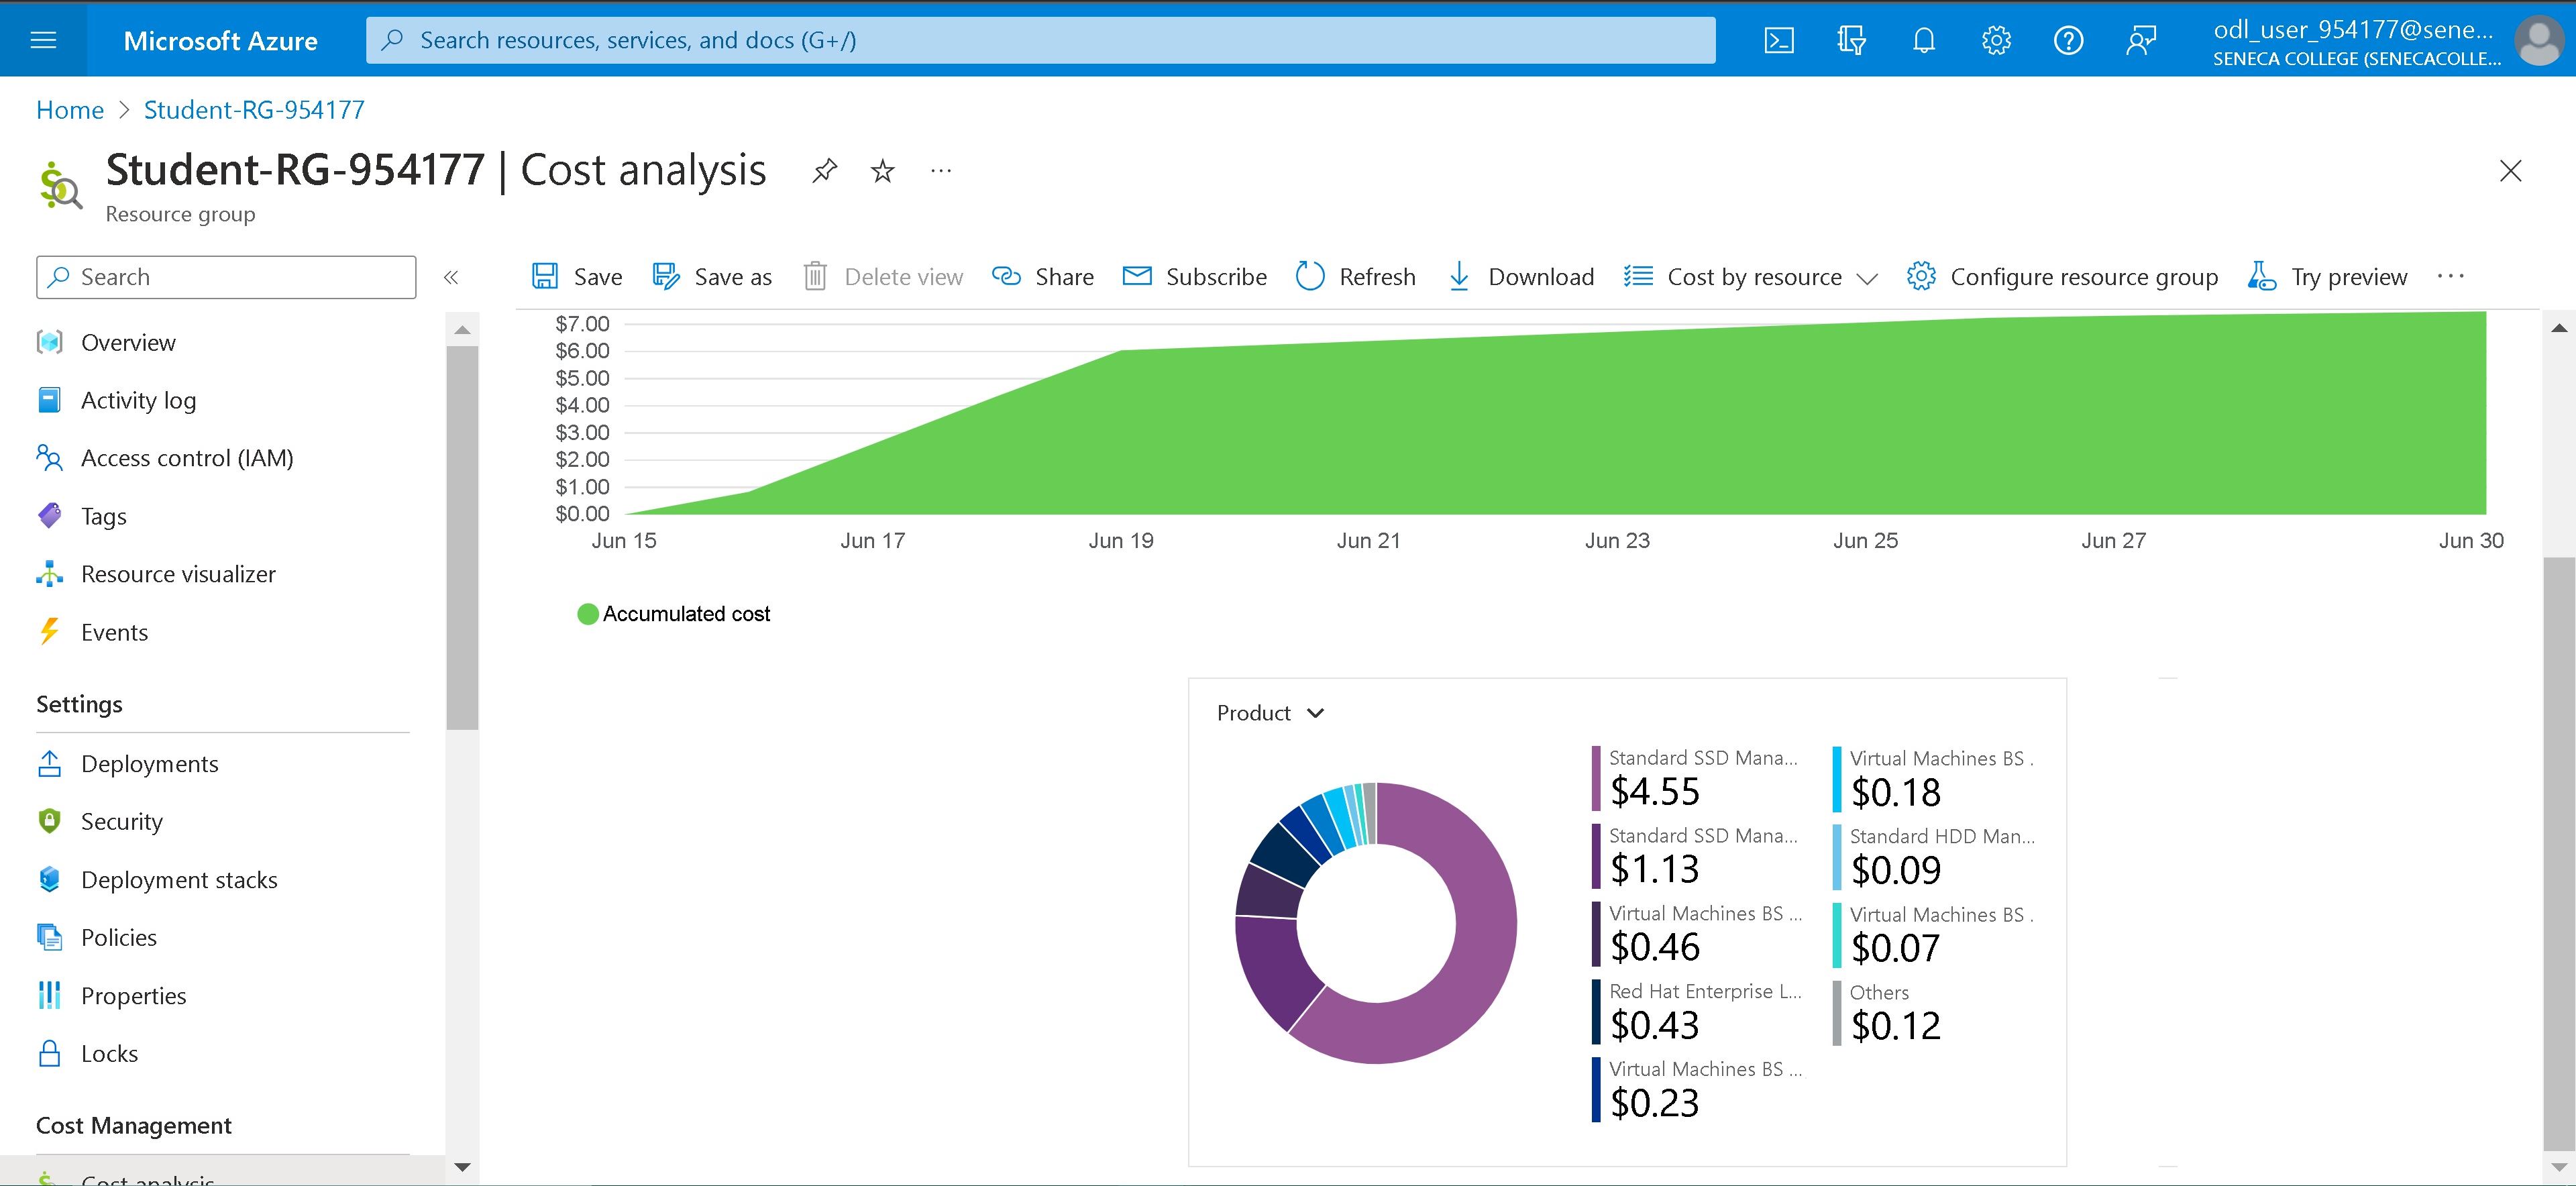 Microsoft Azure
Search resources, services, and docs (G+/)
odl_user_954177@sene...
SENECA COLLEGE (SENECACOLLE...
Home > Student-RG-954177
Student-RG-954177 | Cost analysis
Resource group
Search
Save
Save as
Delete view
Share
Subscribe
Refresh
Download
Cost by resource
Configure resource group
Try preview
Overview
Activity log
Access control (IAM)
Tags
Resource visualizer
Events
Settings
Deployments
Security
Deployment stacks
Policies
Properties
Locks
Cost Management
Cost analysis
$7.00
$6.00
$5.00
$4.00
$3.00
$2.00
$1.00
$0.00
Jun 15 Jun 17 Jun 19 Jun 21 Jun 23 Jun 25 Jun 27 Jun 30
Accumulated cost
Product
Standard SSD Mana...
$4.55
Standard SSD Mana...
$1.13
Virtual Machines BS ...
$0.46
Red Hat Enterprise L...
$0.43
Virtual Machines BS ...
$0.23
Virtual Machines BS .
$0.18
Standard HDD Man...
$0.09
Virtual Machines BS .
$0.07
Others
$0.12